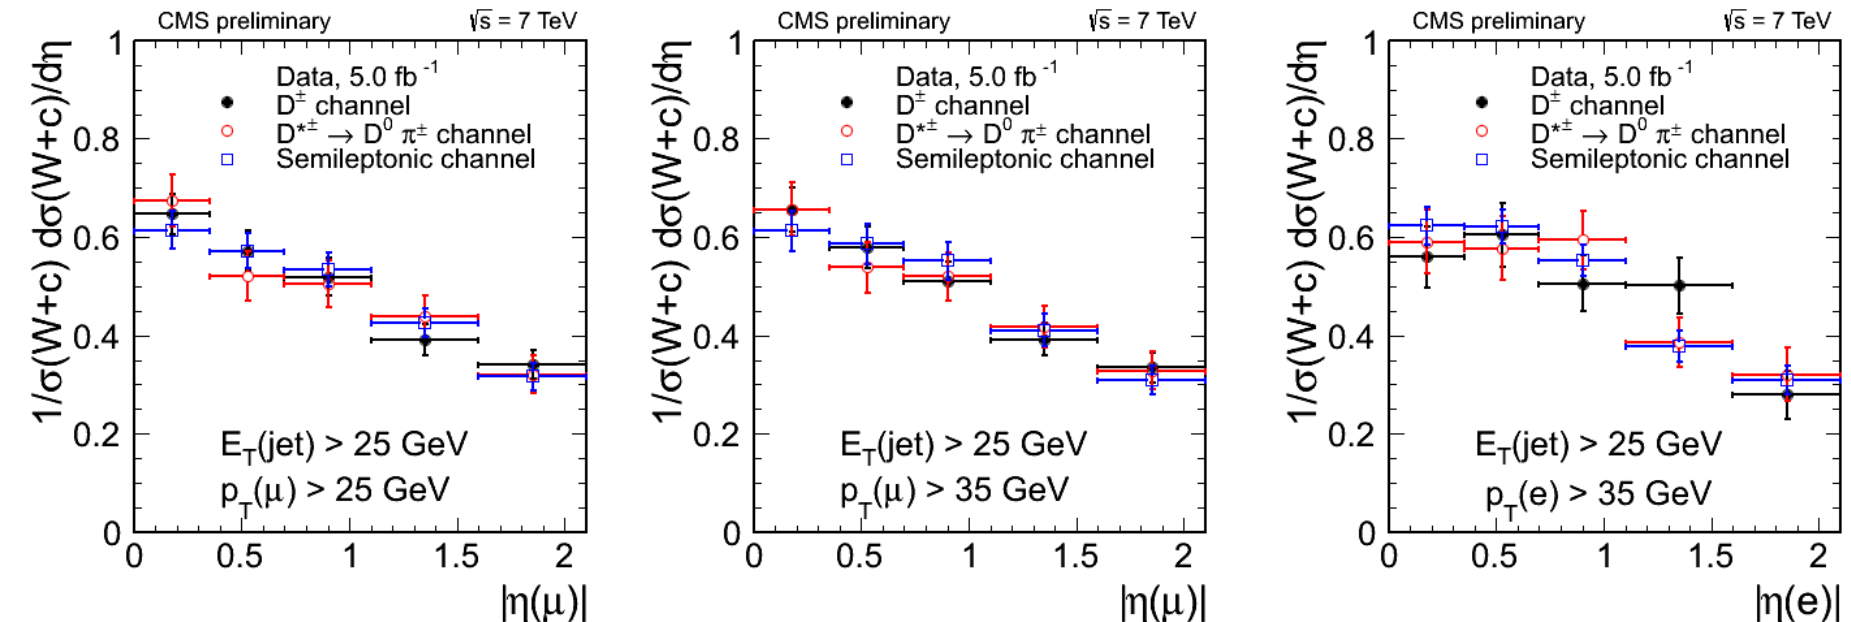 CMS preliminary √s = 7 TeV
1/σ(W+c) dσ(W+c)/dη
1
0.8
0.6
0.4
0.2
0
Data, 5.0 fb⁻¹
D± channel
D*± → D⁰ π± channel
Semileptonic channel
E_T(jet) > 25 GeV
p_T(μ) > 25 GeV
0 0.5 1 1.5 2
|η(μ)|
CMS preliminary √s = 7 TeV
1/σ(W+c) dσ(W+c)/dη
1
0.8
0.6
0.4
0.2
0
Data, 5.0 fb⁻¹
D± channel
D*± → D⁰ π± channel
Semileptonic channel
E_T(jet) > 25 GeV
p_T(μ) > 35 GeV
0 0.5 1 1.5 2
|η(μ)|
CMS preliminary √s = 7 TeV
1/σ(W+c) dσ(W+c)/dη
1
0.8
0.6
0.4
0.2
0
Data, 5.0 fb⁻¹
D± channel
D*± → D⁰ π± channel
Semileptonic channel
E_T(jet) > 25 GeV
p_T(e) > 35 GeV
0 0.5 1 1.5 2
|η(e)|